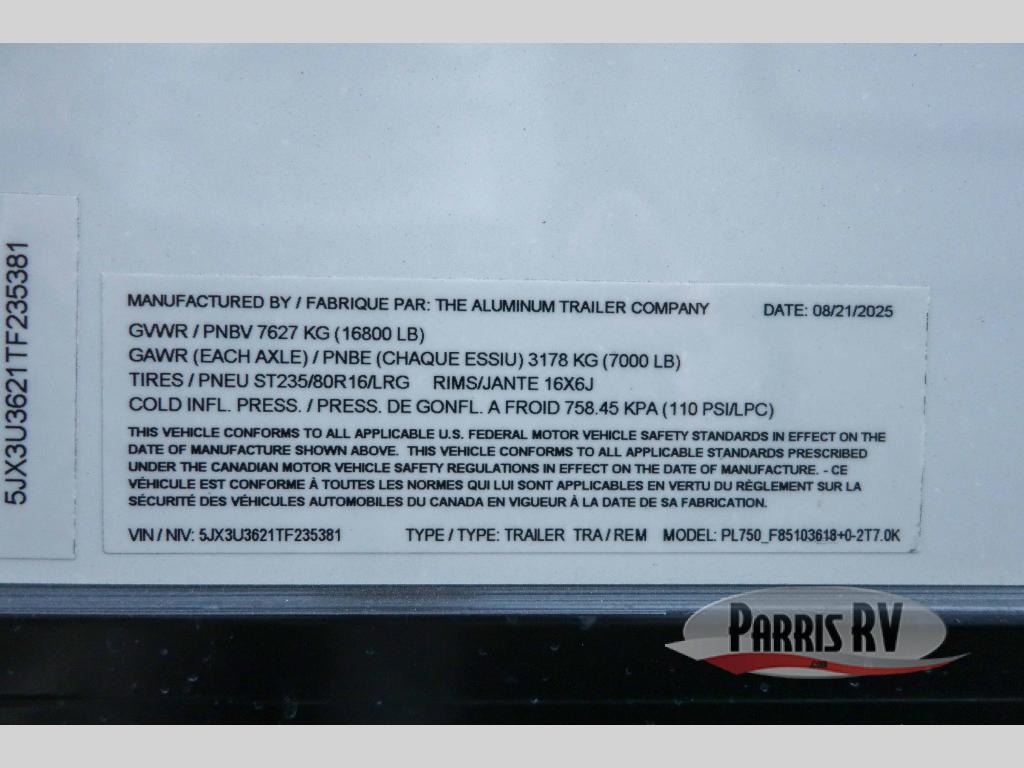 5JX3U3621TF235381
MANUFACTURED BY / FABRIQUE PAR: THE ALUMINUM TRAILER COMPANY DATE: 08/21/2025
GVWR / PNBV 7627 KG (16800 LB)
GAWR (EACH AXLE) / PNBE (CHAQUE ESSIU) 3178 KG (7000 LB)
TIRES / PNEU ST235/80R16/LRG RIMS/JANTE 16X6J
COLD INFL. PRESS. / PRESS. DE GONFL. A FROID 758.45 KPA (110 PSI/LPC)
THIS VEHICLE CONFORMS TO ALL APPLICABLE U.S. FEDERAL MOTOR VEHICLE SAFETY STANDARDS IN EFFECT ON THE
DATE OF MANUFACTURE SHOWN ABOVE. THIS VEHICLE CONFORMS TO ALL APPLICABLE STANDARDS PRESCRIBED
UNDER THE CANADIAN MOTOR VEHICLE SAFETY REGULATIONS IN EFFECT ON THE DATE OF MANUFACTURE. - CE
VÉHICULE EST CONFORME À TOUTES LES NORMES QUI LUI SONT APPLICABLES EN VERTU DU RÈGLEMENT SUR LA
SÉCURITÉ DES VÉHICULES AUTOMOBILES DU CANADA EN VIGUEUR À LA DATE DE SA FABRICATION.
VIN / NIV: 5JX3U3621TF235381 TYPE / TYPE: TRAILER TRA / REM MODEL: PL750_F85103618+0-2T7.0K
PARRIS RV
.com